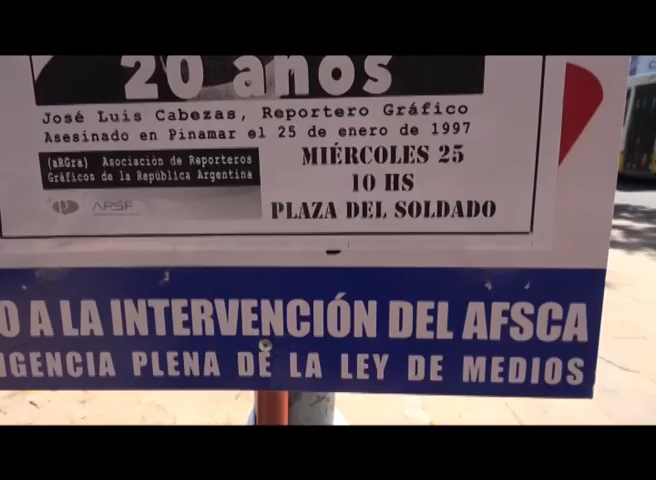 20 años
José Luis Cabezas, Reportero Gráfico
Asesinado en Pinamar el 25 de enero de 1997
(aRGra) Asociación de Reporteros
Gráficos de la República Argentina
MIÉRCOLES 25
10 HS
PLAZA DEL SOLDADO
APSF
O A LA INTERVENCIÓN DEL AFSCA
IGENCIA PLENA DE LA LEY DE MEDIOS